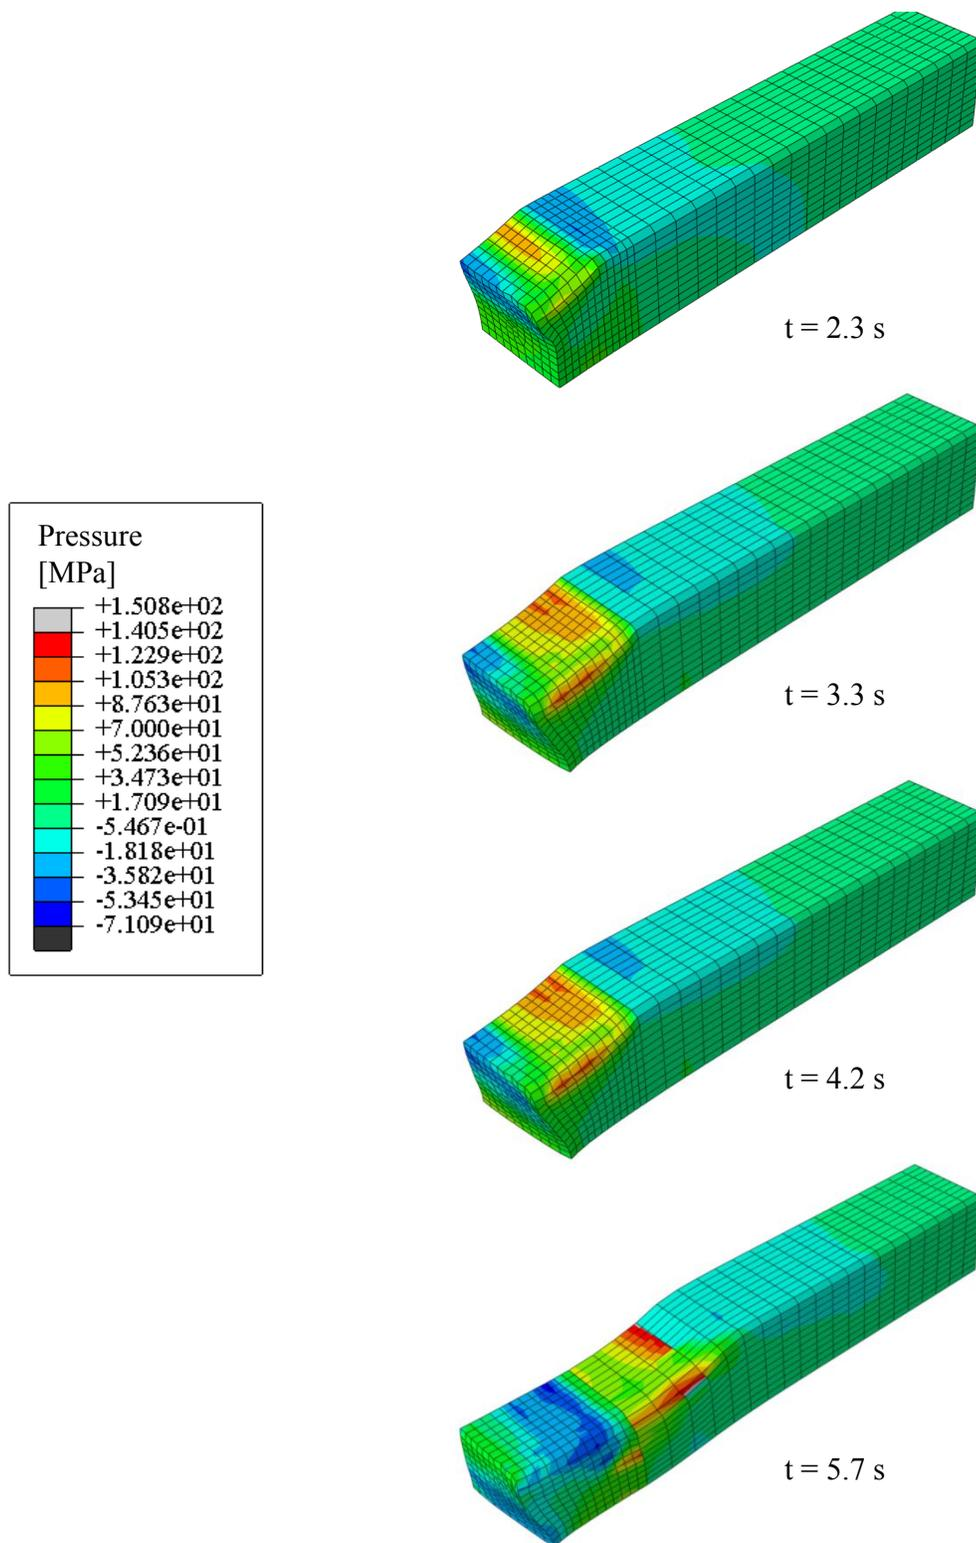 t = 2.3 s
Pressure
[MPa]
+1.508e+02
+1.405e+02
+1.229e+02
+1.053e+02
+8.763e+01
+7.000e+01
+5.236e+01
+3.473e+01
+1.709e+01
-5.467e-01
-1.818e+01
-3.582e+01
-5.345e+01
-7.109e+01
t = 3.3 s
t = 4.2 s
t = 5.7 s